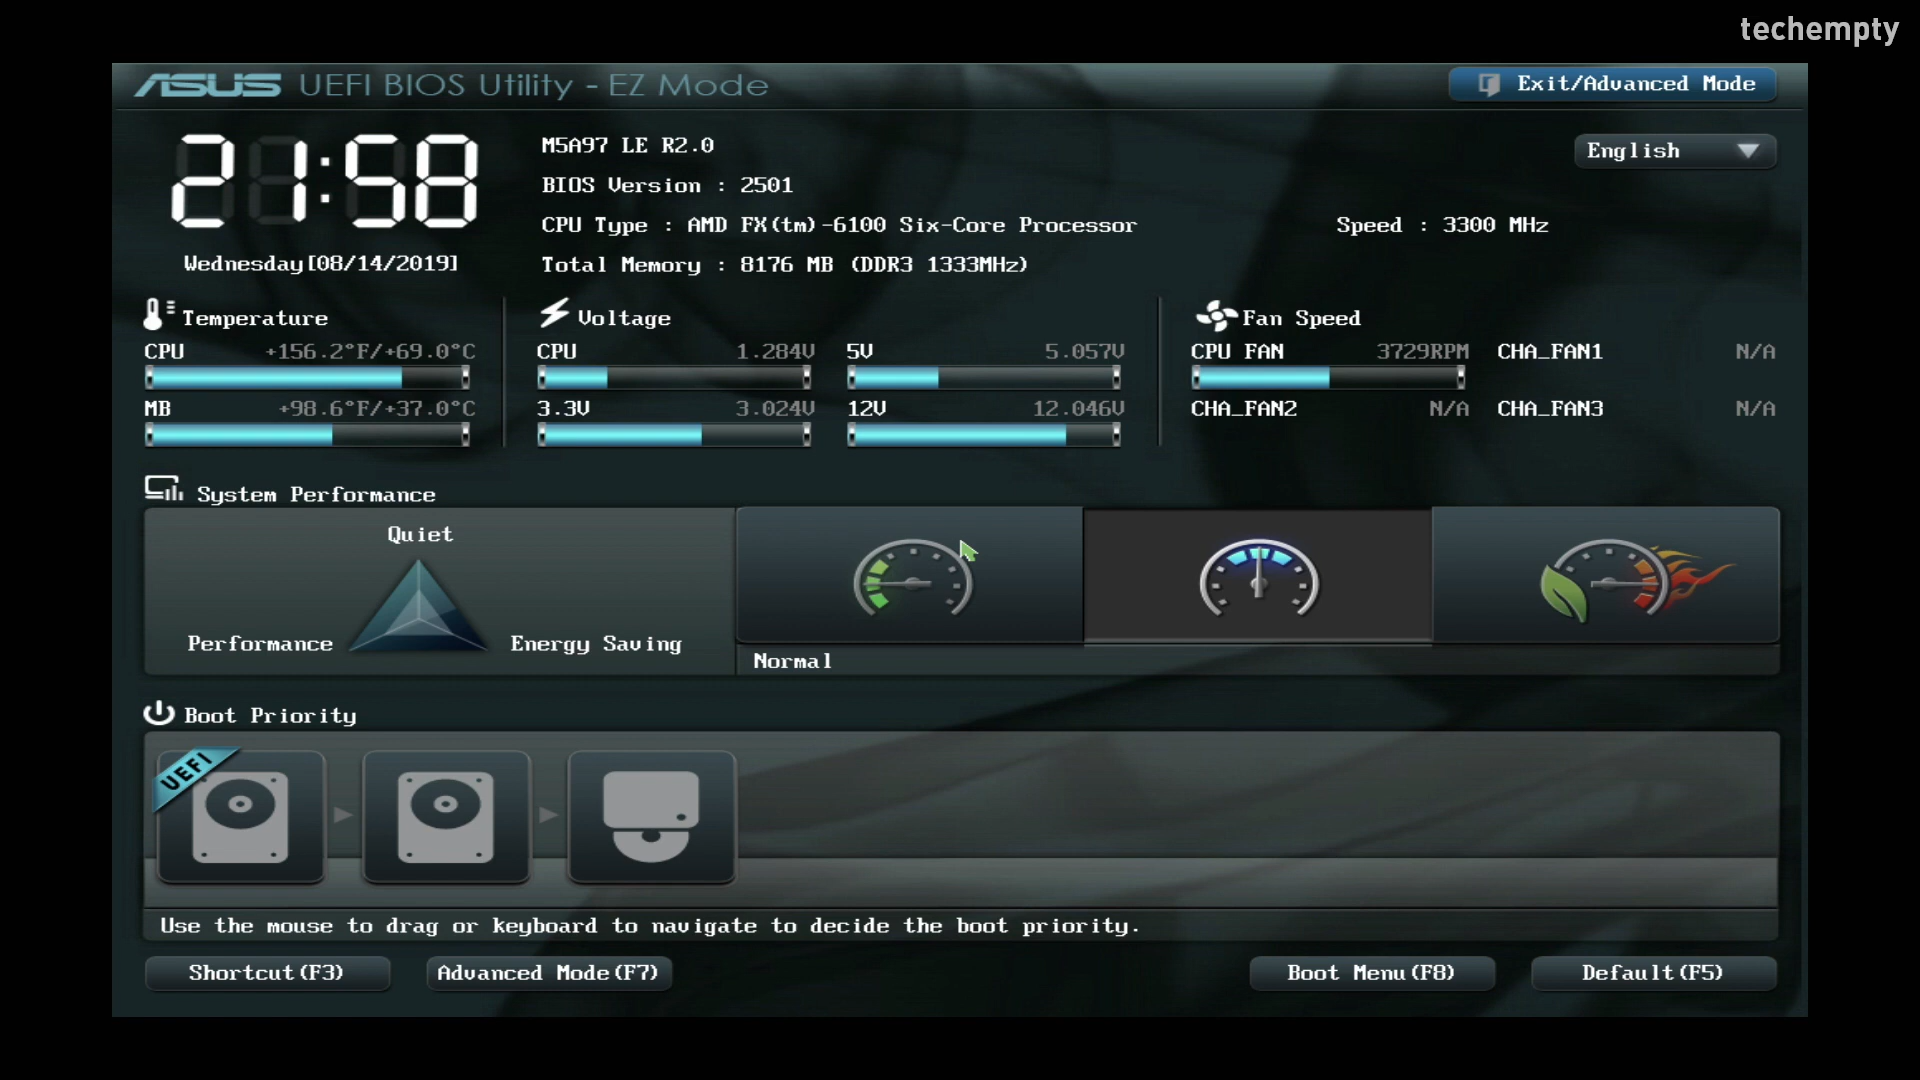 techempty
ASUS UEFI BIOS Utility - EZ Mode
Exit/Advanced Mode
21:58
Wednesday[08/14/2019]
M5A97 LE R2.0
English
BIOS Version : 2501
CPU Type : AMD FX(tm)-6100 Six-Core Processor
Speed : 3300 MHz
Total Memory : 8176 MB (DDR3 1333MHz)
Temperature
CPU +156.2°F/+69.0°C
MB +98.6°F/+37.0°C
Voltage
CPU 1.284V 5V 5.057V
3.3V 3.024V 12V 12.046V
Fan Speed
CPU FAN 3729RPM CHA_FAN1 N/A
CHA_FAN2 N/A CHA_FAN3 N/A
System Performance
Quiet
Performance
Energy Saving
Normal
Boot Priority
UEFI
Use the mouse to drag or keyboard to navigate to decide the boot priority.
Shortcut(F3)
Advanced Mode(F7)
Boot Menu(F8)
Default(F5)